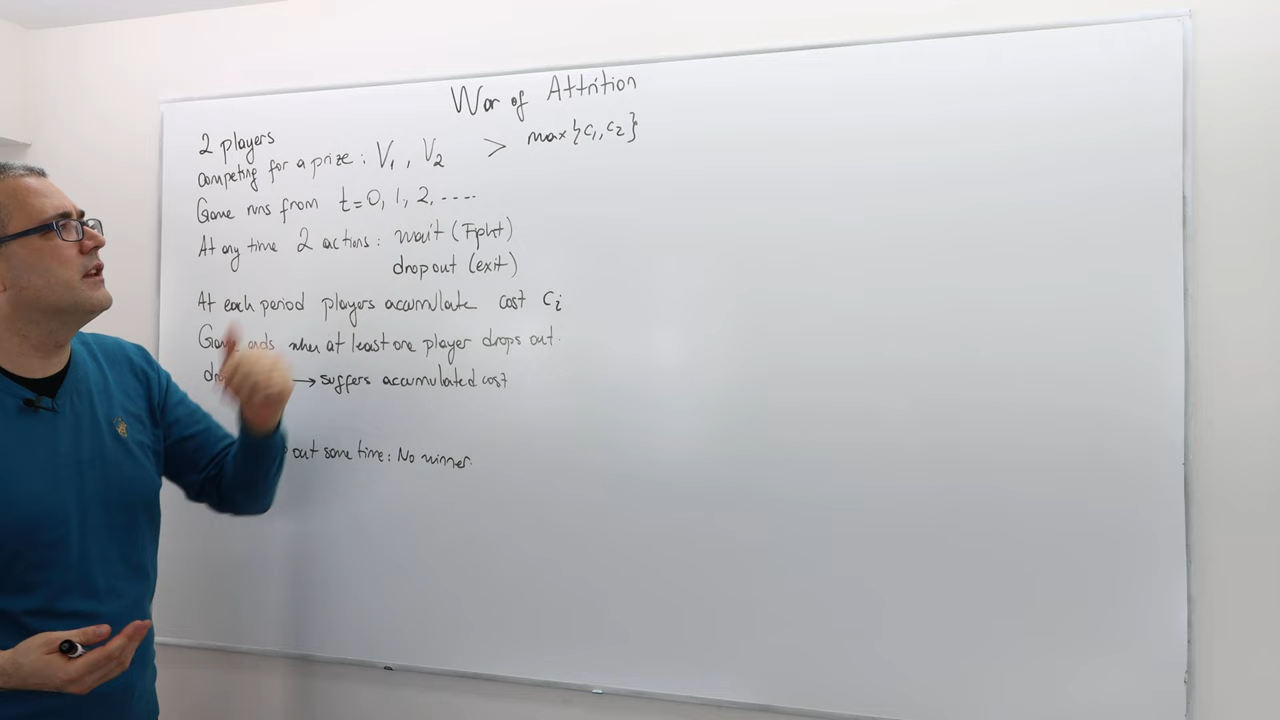 War of Attrition
2 players
competing for a prize : V₁ , V₂ > max{c₁, c₂}
Game runs from t=0, 1, 2, ....
At any time 2 actions : wait (Fight)
drop out (exit)
At each period players accumulate cost cᵢ
Game ends when at least one player drops out.
→ suffers accumulated cost
out same time : No winner.